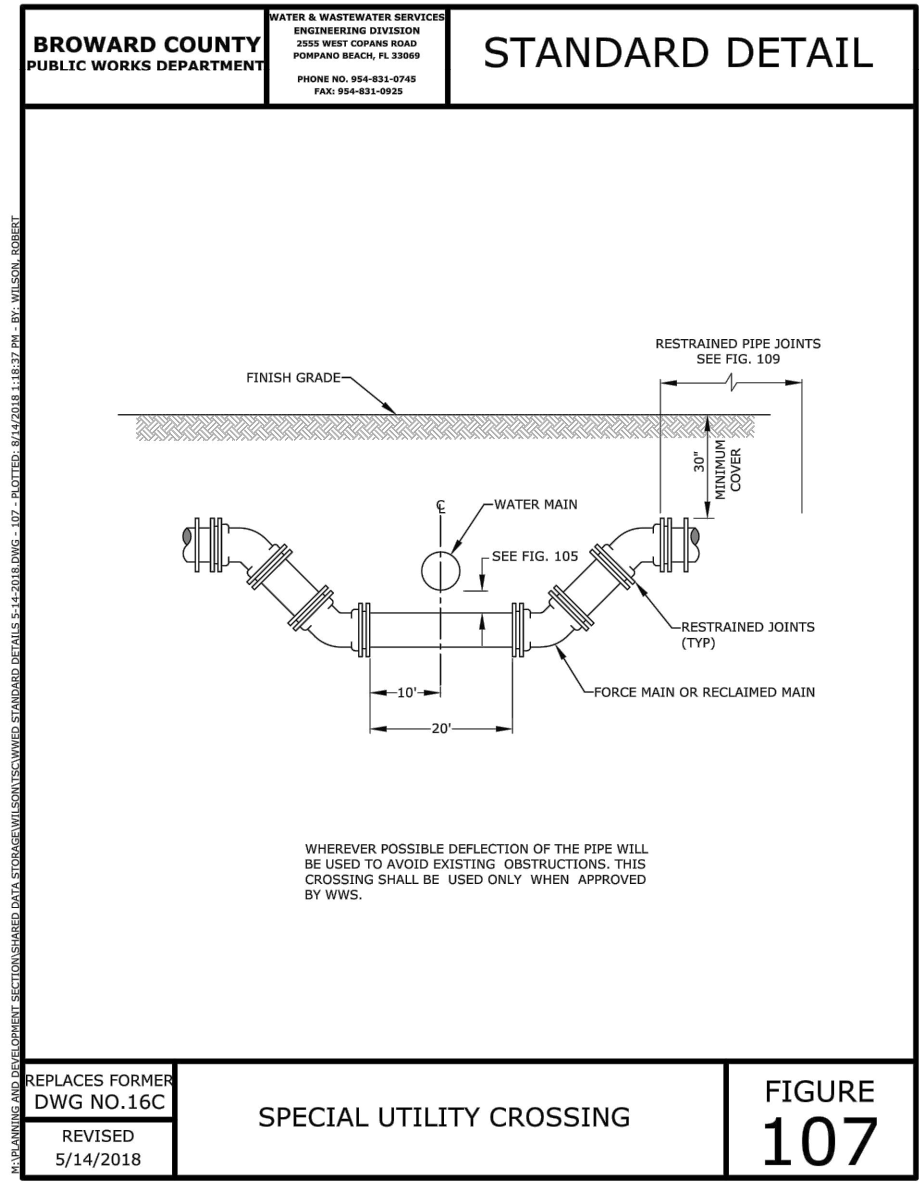 BROWARD COUNTY
PUBLIC WORKS DEPARTMENT
WATER & WASTEWATER SERVICES
ENGINEERING DIVISION
2555 WEST COPANS ROAD
POMPANO BEACH, FL 33069
PHONE NO. 954-831-0745
FAX: 954-831-0925
STANDARD DETAIL
M:\PLANNING AND DEVELOPMENT SECTION\SHARED DATA STORAGE\WILSON\TSC\WWED STANDARD DETAILS 5-14-2018.DWG - 107 - PLOTTED: 8/14/2018 1:18:37 PM - BY: WILSON, ROBERT
RESTRAINED PIPE JOINTS
SEE FIG. 109
FINISH GRADE
30"
MINIMUM
COVER
℄
WATER MAIN
SEE FIG. 105
RESTRAINED JOINTS
(TYP)
FORCE MAIN OR RECLAIMED MAIN
10'
20'
WHEREVER POSSIBLE DEFLECTION OF THE PIPE WILL
BE USED TO AVOID EXISTING OBSTRUCTIONS. THIS
CROSSING SHALL BE USED ONLY WHEN APPROVED
BY WWS.
REPLACES FORMER
DWG NO.16C
REVISED
5/14/2018
SPECIAL UTILITY CROSSING
FIGURE
107